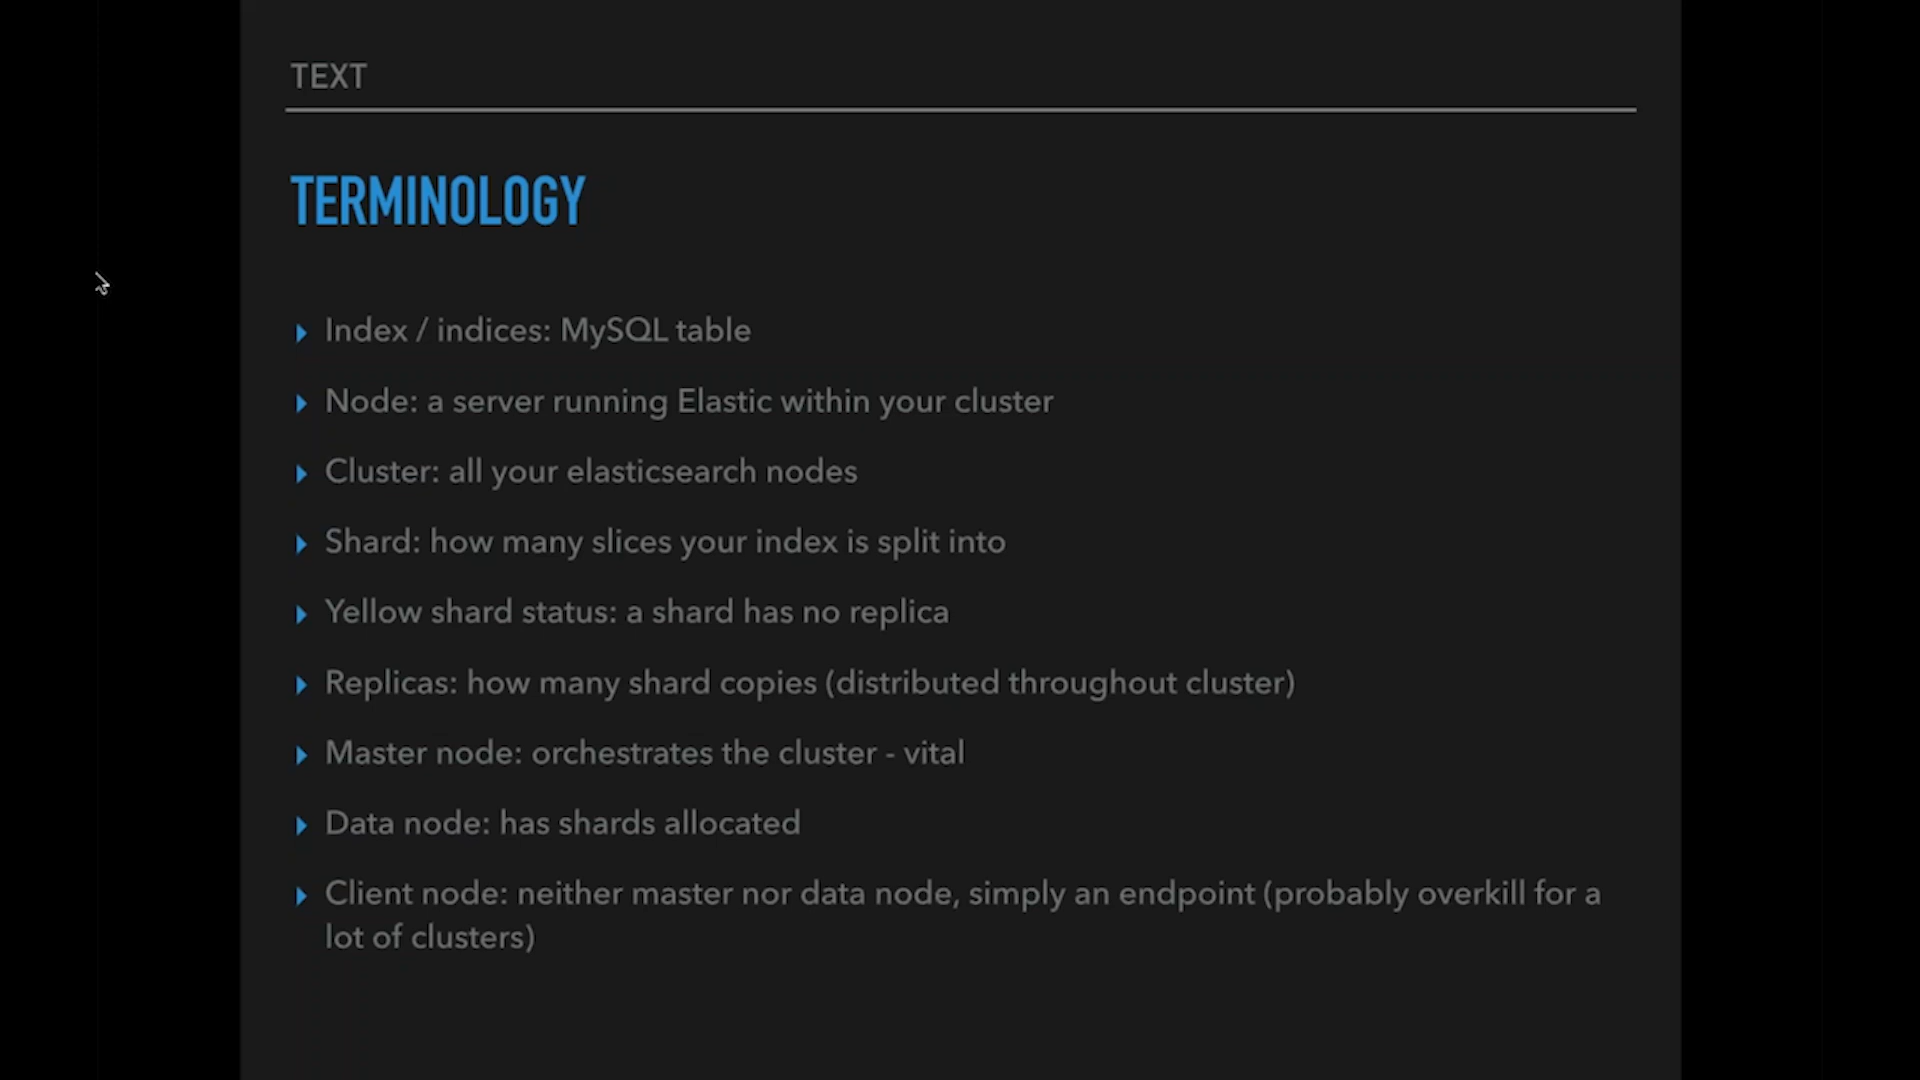 TEXT
TERMINOLOGY
Index / indices: MySQL table
Node: a server running Elastic within your cluster
Cluster: all your elasticsearch nodes
Shard: how many slices your index is split into
Yellow shard status: a shard has no replica
Replicas: how many shard copies (distributed throughout cluster)
Master node: orchestrates the cluster - vital
Data node: has shards allocated
Client node: neither master nor data node, simply an endpoint (probably overkill for a
lot of clusters)